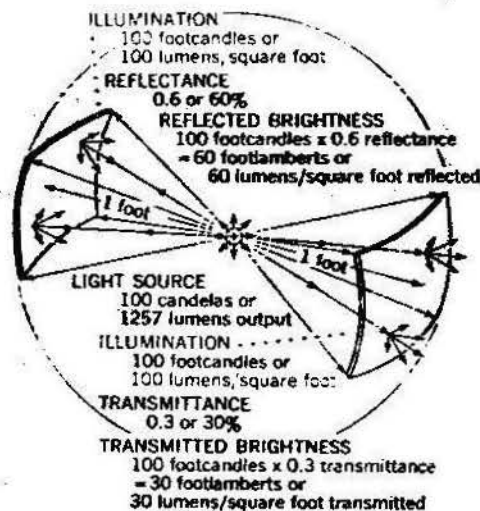 ILLUMINATION
100 footcandles or
100 lumens, square foot
REFLECTANCE
0.6 or 60%
REFLECTED BRIGHTNESS
100 footcandles x 0.6 reflectance
= 60 footlamberts or
60 lumens/square foot reflected
1 foot
1 foot
LIGHT SOURCE
100 candelas or
1257 lumens output
ILLUMINATION
100 footcandles or
100 lumens, square foot
TRANSMITTANCE
0.3 or 30%
TRANSMITTED BRIGHTNESS
100 footcandles x 0.3 transmittance
= 30 footlamberts or
30 lumens/square foot transmitted